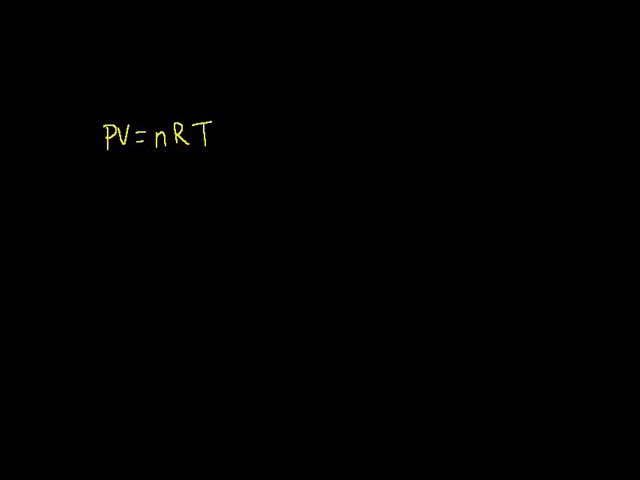 PV = nRT